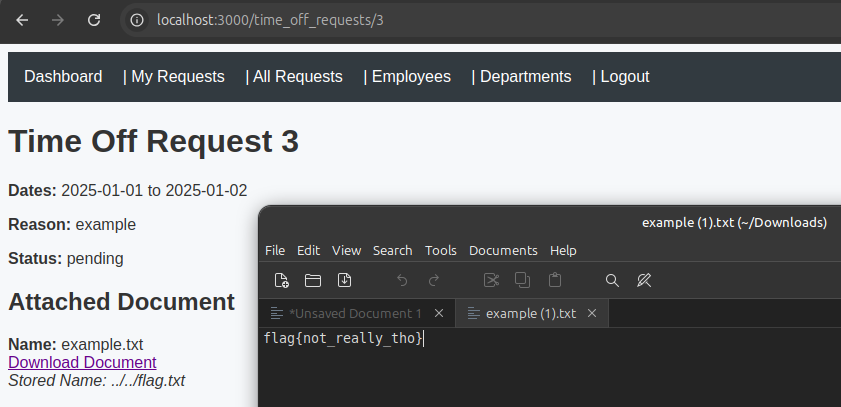 localhost:3000/time_off_requests/3
Dashboard | My Requests | All Requests | Employees | Departments | Logout
Time Off Request 3
Dates: 2025-01-01 to 2025-01-02
Reason: example
Status: pending
Attached Document
Name: example.txt
Download Document
Stored Name: ../../flag.txt
example (1).txt (~/Downloads)
File Edit View Search Tools Documents Help
*Unsaved Document 1 × example (1).txt ×
flag{not_really_tho}